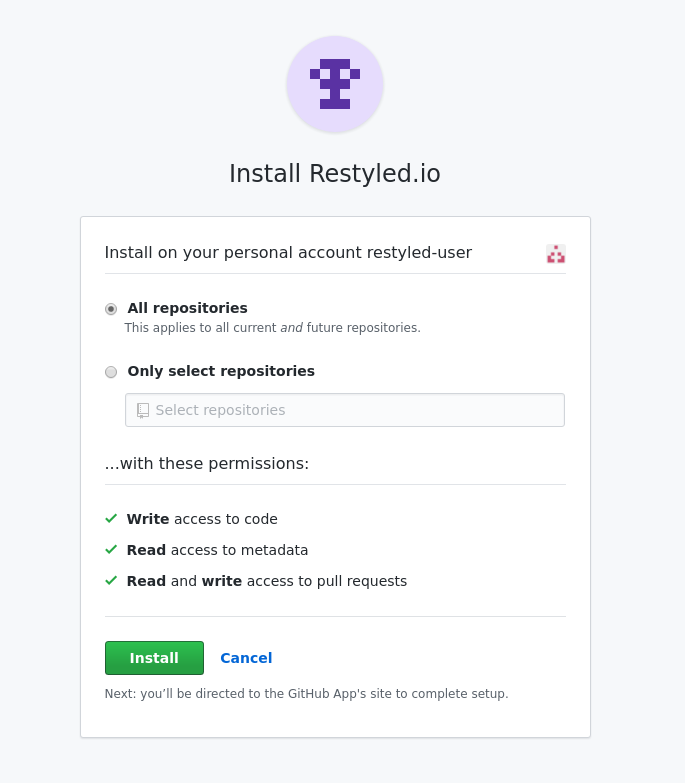 Install Restyled.io
Install on your personal account restyled-user
All repositories
This applies to all current and future repositories.
Only select repositories
Select repositories
...with these permissions:
Write access to code
Read access to metadata
Read and write access to pull requests
Install Cancel
Next: you’ll be directed to the GitHub App's site to complete setup.